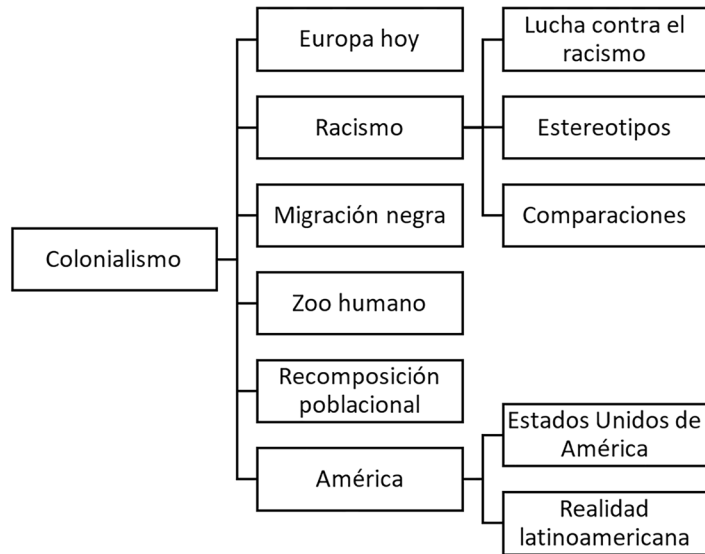 Colonialismo
Europa hoy
Racismo
Migración negra
Zoo humano
Recomposición
poblacional
América
Lucha contra el
racismo
Estereotipos
Comparaciones
Estados Unidos de
América
Realidad
latinoamericana